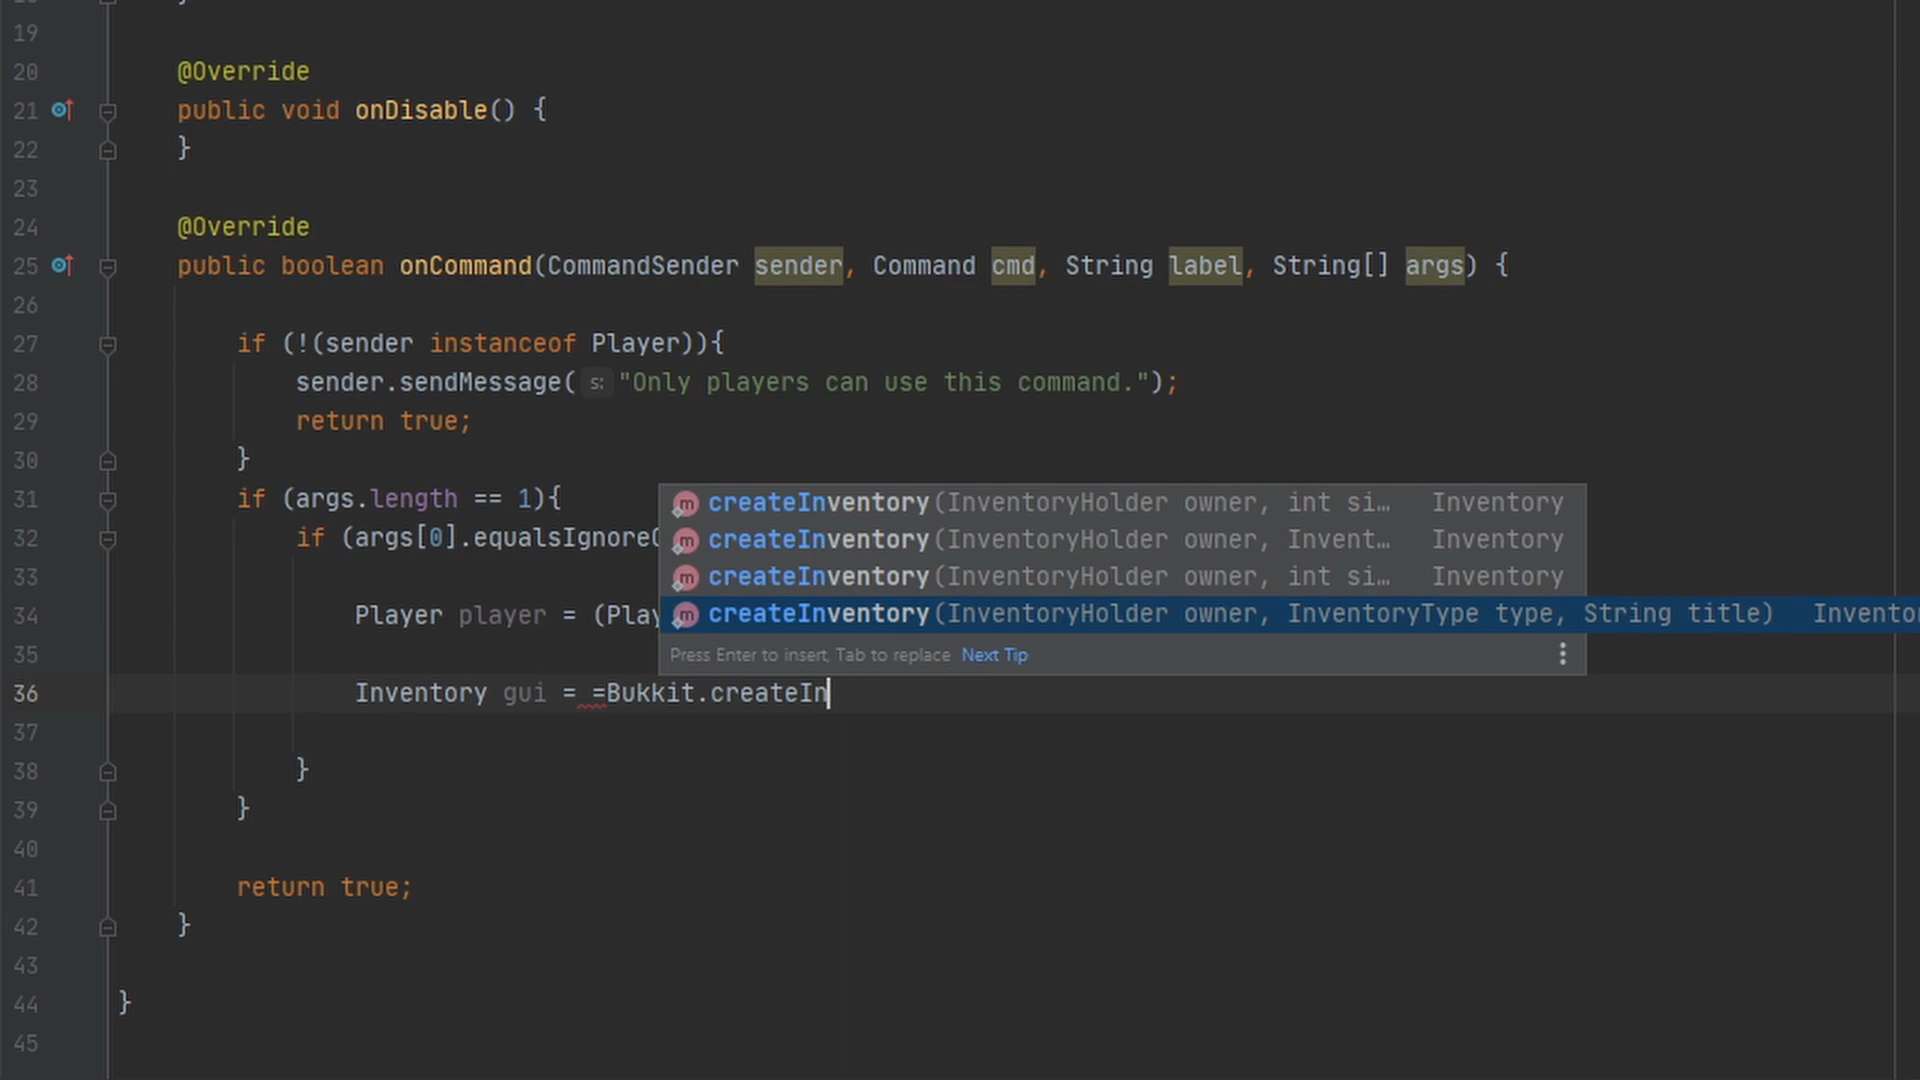 19
20 @Override
21 public void onDisable() {
22 }
23
24 @Override
25 public boolean onCommand(CommandSender sender, Command cmd, String label, String[] args) {
26
27 if (!(sender instanceof Player)){
28 sender.sendMessage( s: "Only players can use this command.");
29 return true;
30 }
31 if (args.length == 1){
createInventory(InventoryHolder owner, int si… Inventory
32 if (args[0].equalsIgnore
createInventory(InventoryHolder owner, Invent… Inventory
33
createInventory(InventoryHolder owner, int si… Inventory
34 Player player = (Play
createInventory(InventoryHolder owner, InventoryType type, String title) Invento
35
Press Enter to insert, Tab to replace Next Tip
36 Inventory gui = =Bukkit.createIn
37
38 }
39 }
40
41 return true;
42 }
43
44 }
45